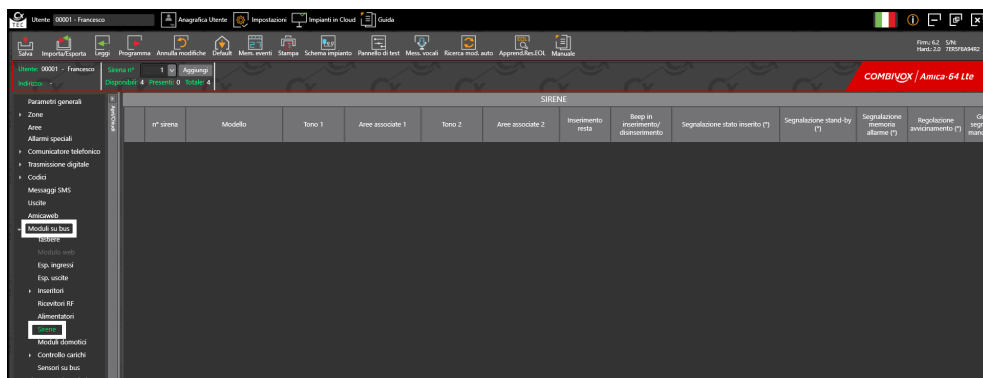 Utente 00001 - Francesco Anagrafica Utente Impostazioni Impianti in Cloud Guida
Salva Importa/Esporta Leggi Programma Annulla modifiche Default Mem. eventi Stampa Schema impianto Pannello di test Mess. vocali Ricerca mod. auto Apprend.Res.EOL Manuale
Firm.: 6.2 S/N:
Hard.: 2.0 7ER5F8A94R2
Utente: 00001 - Francesco Sirena n° 1 Aggiungi
Indirizzo: - Disponibili: 4 Presenti: 0 Totale: 4
COMBIVOX / Amica-64 Lte
Apri/Chiudi
SIRENE
n° sirena Modello Tono 1 Aree associate 1 Tono 2 Aree associate 2 Inserimento resta Beep in inserimento/ disinserimento Segnalazione stato inserito (*) Segnalazione stand-by (*) Segnalazione memoria allarme (*) Regolazione avvicinamento (*)
Parametri generali
Zone
Aree
Allarmi speciali
Comunicatore telefonico
Trasmissione digitale
Codici
Messaggi SMS
Uscite
Amicaweb
Moduli su bus
Tastiere
Modulo web
Esp. ingressi
Esp. uscite
Inseritori
Ricevitori RF
Alimentatori
Sirene
Moduli domotici
Controllo carichi
Sensori su bus